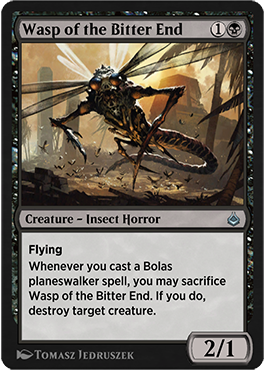 Wasp of the Bitter End 1
Creature – Insect Horror
Flying
Whenever you cast a Bolas
planeswalker spell, you may sacrifice
Wasp of the Bitter End. If you do,
destroy target creature.
Tomasz Jedruszek
2/1